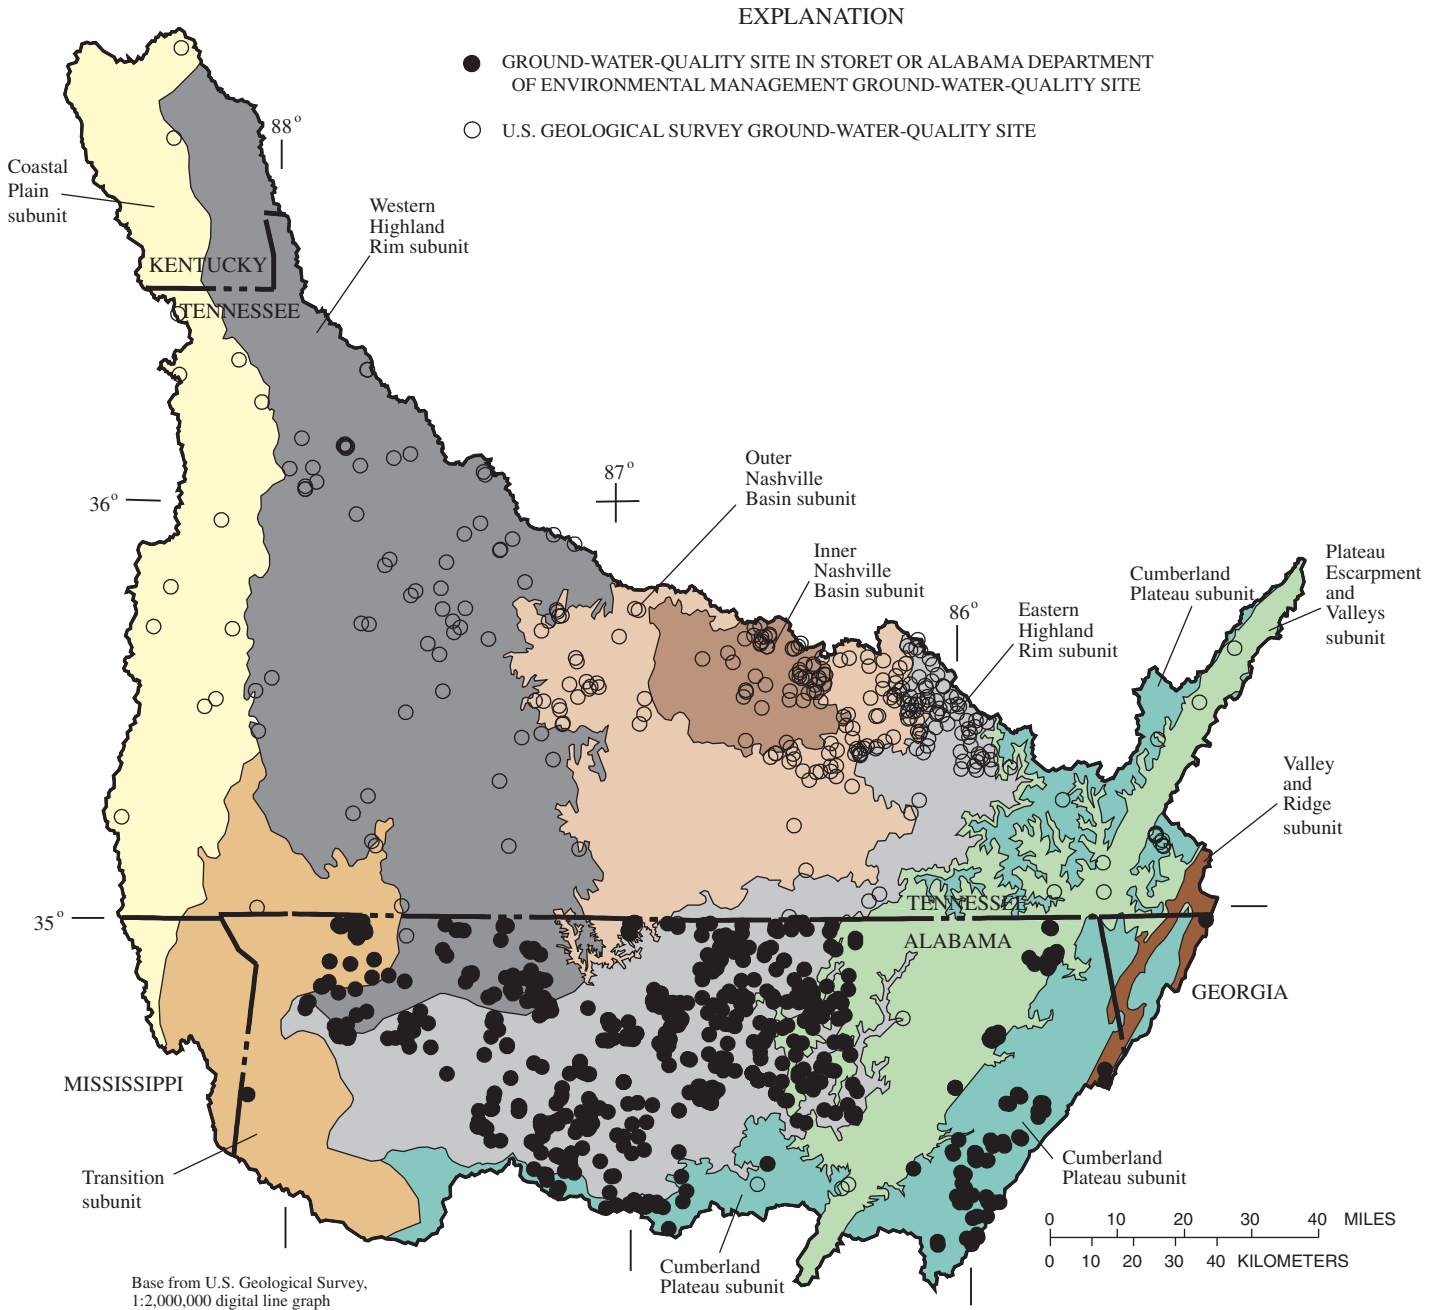 EXPLANATION
GROUND-WATER-QUALITY SITE IN STORET OR ALABAMA DEPARTMENT
OF ENVIRONMENTAL MANAGEMENT GROUND-WATER-QUALITY SITE
U.S. GEOLOGICAL SURVEY GROUND-WATER-QUALITY SITE
88°
Coastal
Plain
subunit
Western
Highland
Rim subunit
KENTUCKY
TENNESSEE
Outer
Nashville
Basin subunit
87°
36°
Inner
Nashville
Basin subunit
Plateau
Escarpment
and
Valleys
subunit
Cumberland
Plateau subunit
86°
Eastern
Highland
Rim subunit
Valley
and
Ridge
subunit
35°
TENNESSEE
ALABAMA
GEORGIA
MISSISSIPPI
Transition
subunit
Cumberland
Plateau subunit
0 10 20 30 40 MILES
0 10 20 30 40 KILOMETERS
Cumberland
Plateau subunit
Base from U.S. Geological Survey,
1:2,000,000 digital line graph